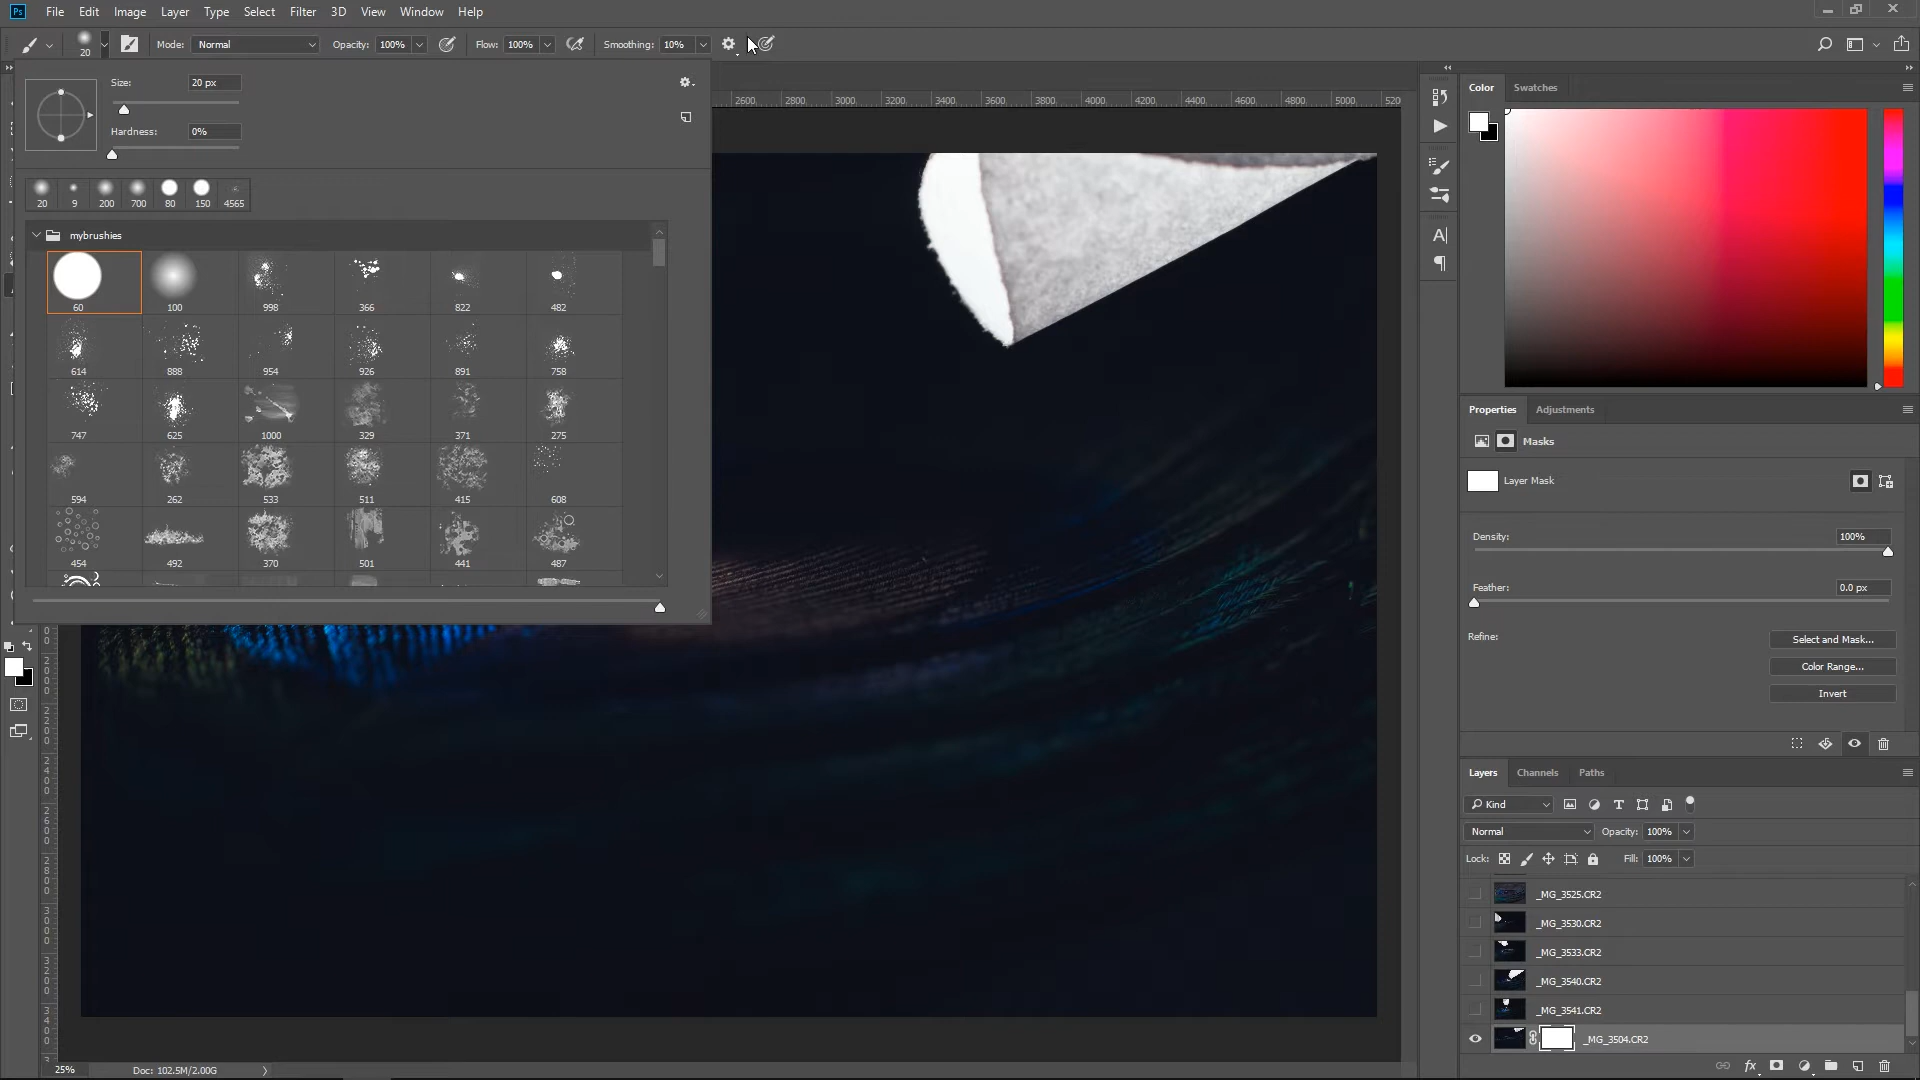 Ps File Edit Image Layer Type Select Filter 3D View Window Help
20 Mode: Normal Opacity: 100% Flow: 100% Smoothing: 10%
Size: 20 px
Hardness: 0%
20 9 200 700 80 150 4565
mybrushies
60 100 998 366 822 482
614 888 954 926 891 758
747 625 1000 329 371 275
594 262 533 511 415 608
454 492 370 501 441 487
2600 2800 3000 3200 3400 3600 3800 4000 4200 4400 4600 4800 5000 520
Color Swatches
Properties Adjustments
Masks
Layer Mask
Density: 100%
Feather: 0.0 px
Refine: Select and Mask...
Color Range...
Invert
Layers Channels Paths
Kind
Normal Opacity: 100%
Lock: Fill: 100%
_MG_3525.CR2
_MG_3530.CR2
_MG_3533.CR2
_MG_3540.CR2
_MG_3541.CR2
_MG_3504.CR2
25% Doc: 102.5M/2.00G